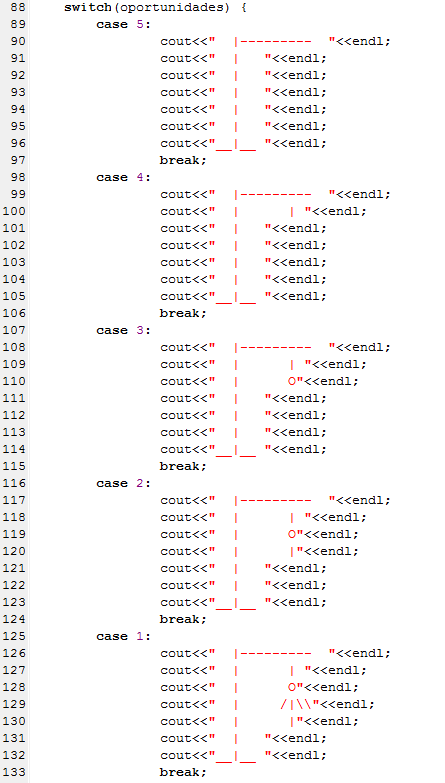 88 switch(oportunidades) {
89 case 5:
90 cout<<"  |---------  "<<endl;
91 cout<<"  |   "<<endl;
92 cout<<"  |   "<<endl;
93 cout<<"  |   "<<endl;
94 cout<<"  |   "<<endl;
95 cout<<"  |   "<<endl;
96 cout<<"__|__ "<<endl;
97 break;
98 case 4:
99 cout<<"  |---------  "<<endl;
100 cout<<"  |      | "<<endl;
101 cout<<"  |   "<<endl;
102 cout<<"  |   "<<endl;
103 cout<<"  |   "<<endl;
104 cout<<"  |   "<<endl;
105 cout<<"__|__ "<<endl;
106 break;
107 case 3:
108 cout<<"  |---------  "<<endl;
109 cout<<"  |      | "<<endl;
110 cout<<"  |      O"<<endl;
111 cout<<"  |   "<<endl;
112 cout<<"  |   "<<endl;
113 cout<<"  |   "<<endl;
114 cout<<"__|__ "<<endl;
115 break;
116 case 2:
117 cout<<"  |---------  "<<endl;
118 cout<<"  |      | "<<endl;
119 cout<<"  |      O"<<endl;
120 cout<<"  |      |"<<endl;
121 cout<<"  |   "<<endl;
122 cout<<"  |   "<<endl;
123 cout<<"__|__ "<<endl;
124 break;
125 case 1:
126 cout<<"  |---------  "<<endl;
127 cout<<"  |      | "<<endl;
128 cout<<"  |      O"<<endl;
129 cout<<"  |     /|\\"<<endl;
130 cout<<"  |      |"<<endl;
131 cout<<"  |   "<<endl;
132 cout<<"__|__ "<<endl;
133 break;